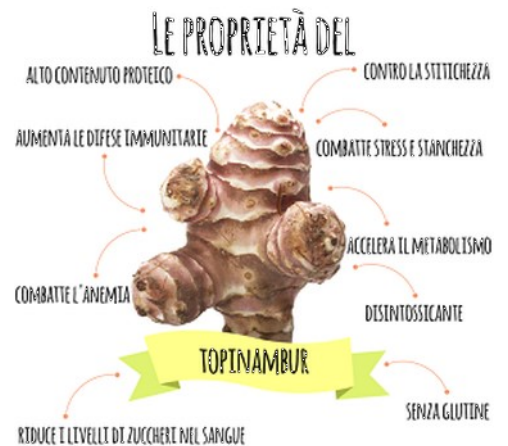 LE PROPRIETÀ DEL
ALTO CONTENUTO PROTEICO
CONTRO LA STITICHEZZA
AUMENTA LE DIFESE IMMUNITARIE
COMBATTE STRESS E STANCHEZZA
ACCELERA IL METABOLISMO
COMBATTE L'ANEMIA
DISINTOSSICANTE
TOPINAMBUR
SENZA GLUTINE
RIDUCE I LIVELLI DI ZUCCHERI NEL SANGUE